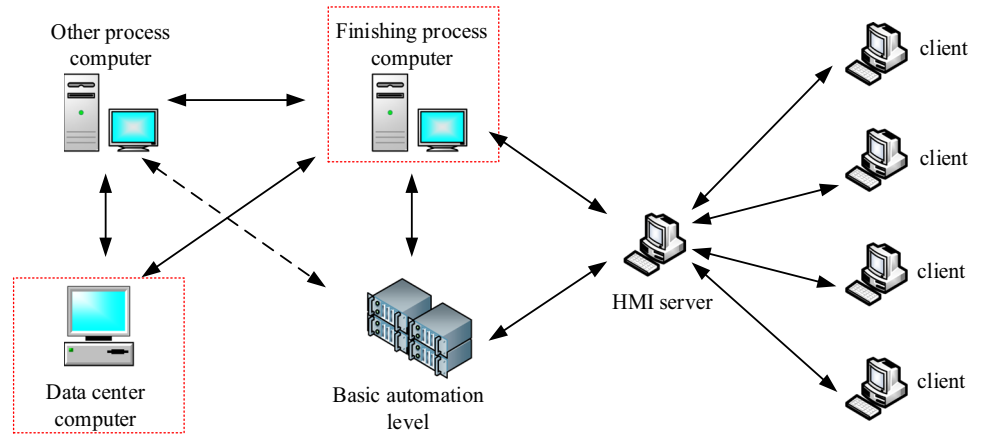 Other process
computer
Finishing process
computer
client
client
HMI server
client
Data center
computer
Basic automation
level
client